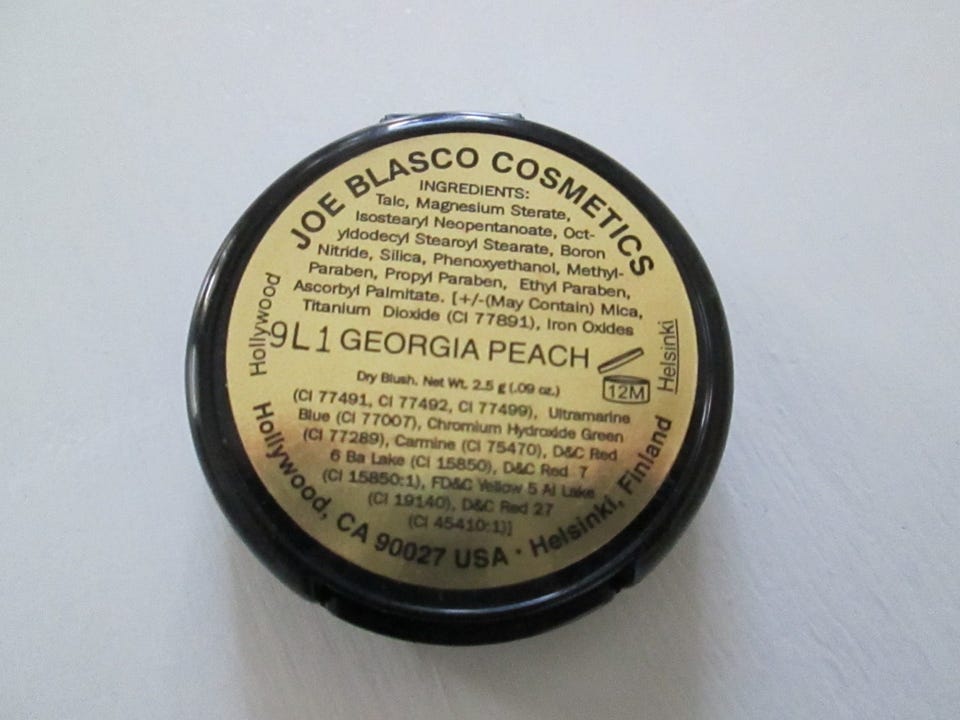 JOE BLASCO COSMETICS
INGREDIENTS:
Talc, Magnesium Sterate,
Isostearyl Neopentanoate, Oct-
yldodecyl Stearoyl Stearate, Boron
Nitride, Silica, Phenoxyethanol, Methyl-
Paraben, Propyl Paraben, Ethyl Paraben,
Ascorbyl Palmitate. [+/-(May Contain) Mica,
Titanium Dioxide (CI 77891), Iron Oxides
Hollywood
9L1 GEORGIA PEACH
Helsinki
12M
Dry Blush, Net Wt. 2.5 g (.09 oz.)
(CI 77491, CI 77492, CI 77499), Ultramarine
Blue (CI 77007), Chromium Hydroxide Green
(CI 77289), Carmine (CI 75470), D&C Red
6 Ba Lake (CI 15850), D&C Red 7
(CI 15850:1), FD&C Yellow 5 Al Lake
(CI 19140), D&C Red 27
(CI 45410:1)]
Hollywood, CA 90027 USA · Helsinki, Finland